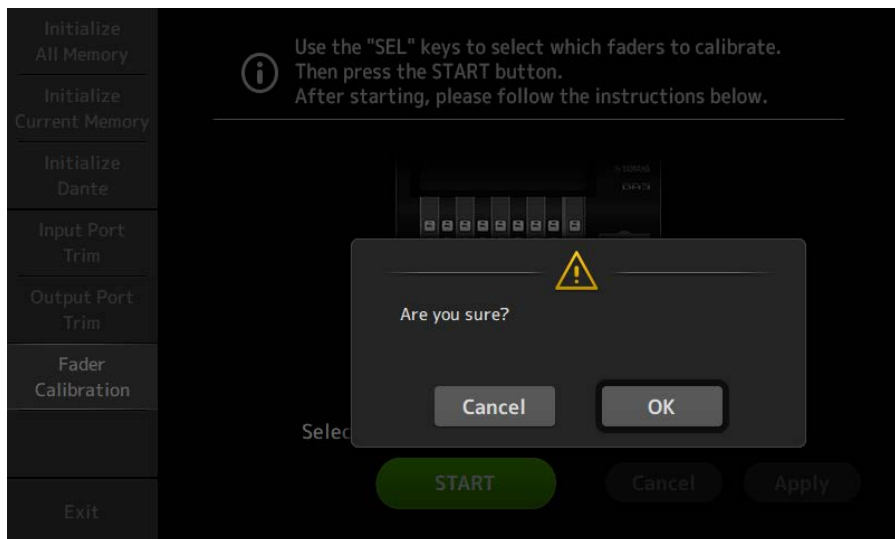 Initialize
All Memory
Initialize
Current Memory
Initialize
Dante
Input Port
Trim
Output Port
Trim
Fader
Calibration
Exit
Use the "SEL" keys to select which faders to calibrate.
Then press the START button.
After starting, please follow the instructions below.
Are you sure?
Cancel
OK
Selec
START
Cancel
Apply